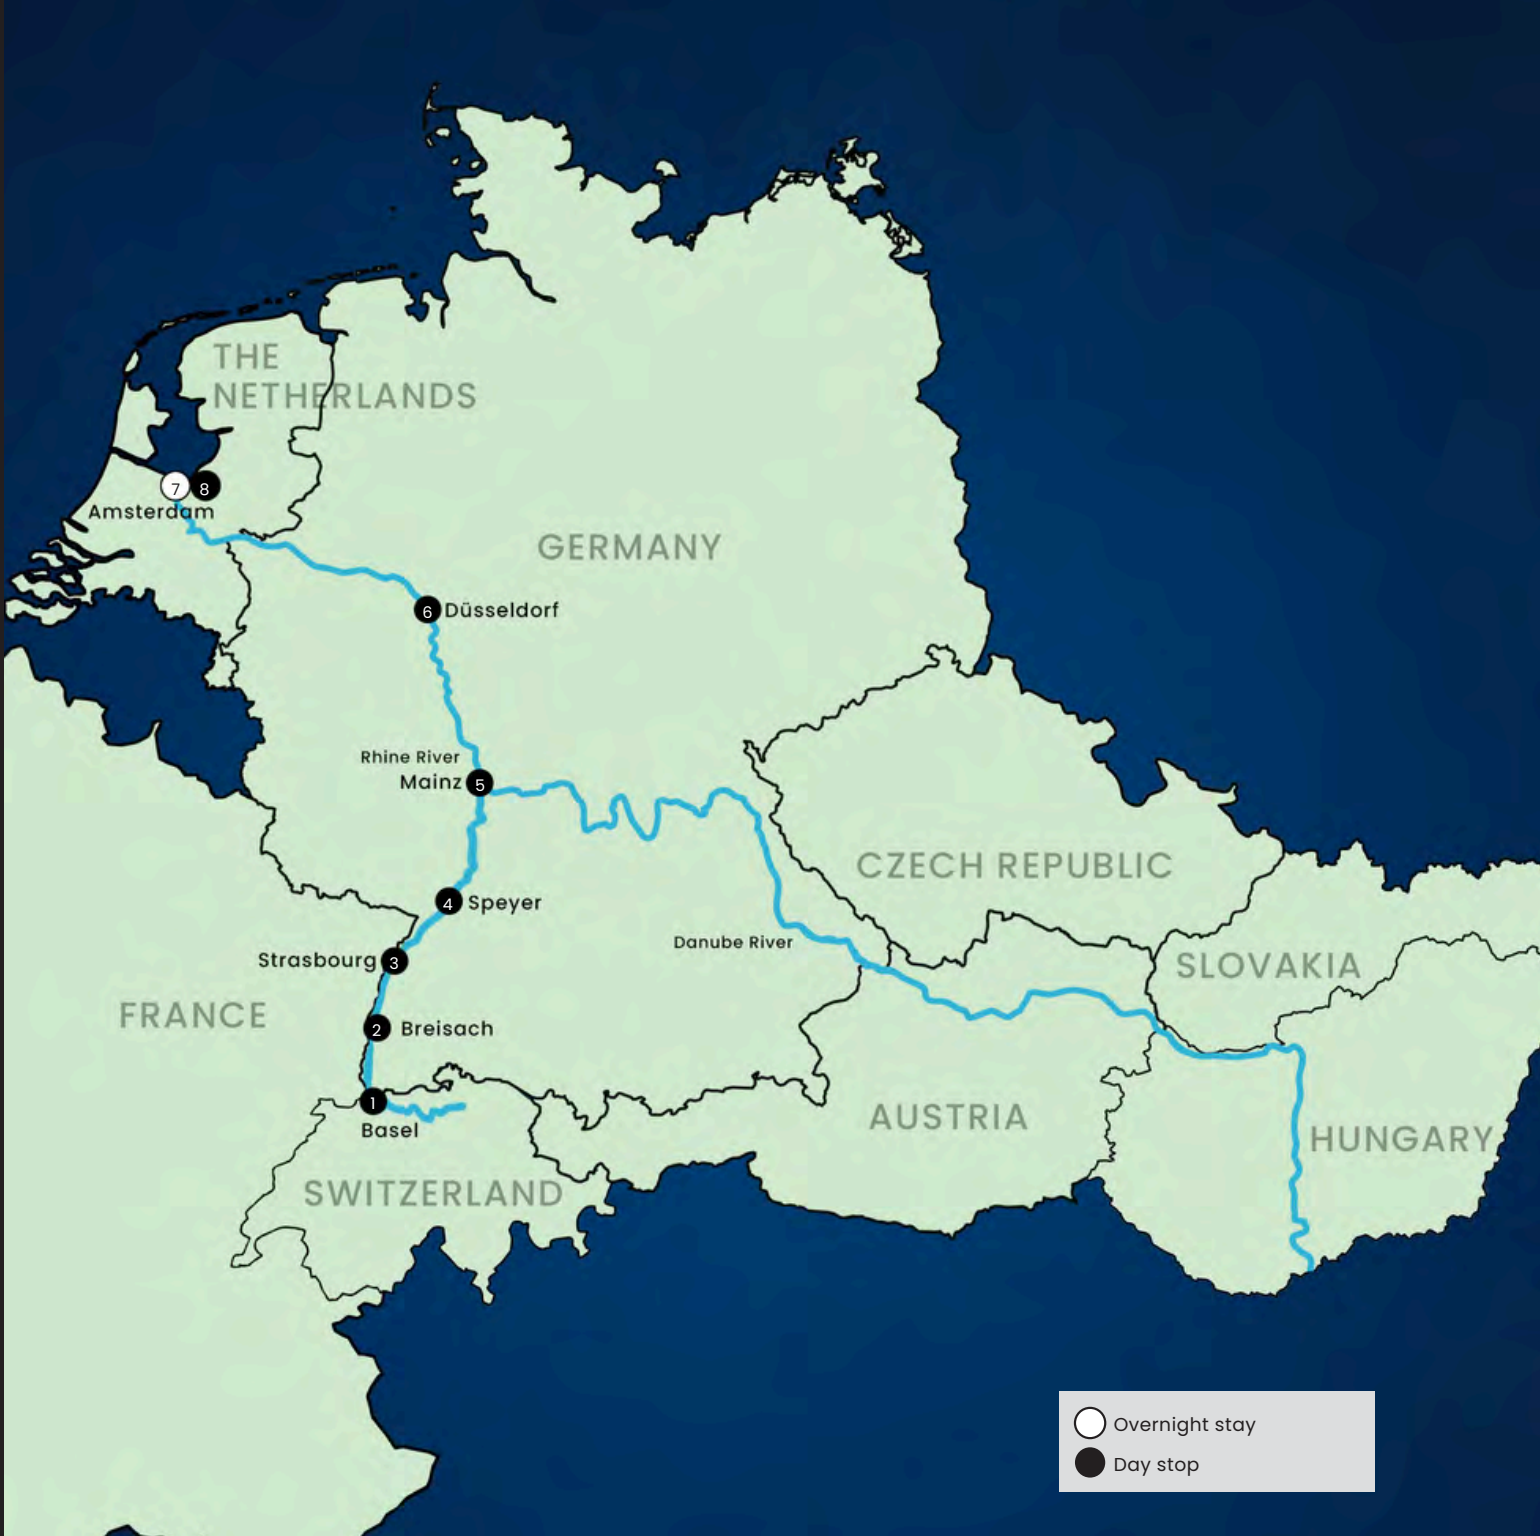 THE
NETHERLANDS
7
8
Amsterdam
GERMANY
6
Düsseldorf
Rhine River
Mainz
5
CZECH REPUBLIC
4
Speyer
Danube River
Strasbourg
3
SLOVAKIA
FRANCE
2
Breisach
1
Basel
AUSTRIA
HUNGARY
SWITZERLAND
Overnight stay
Day stop